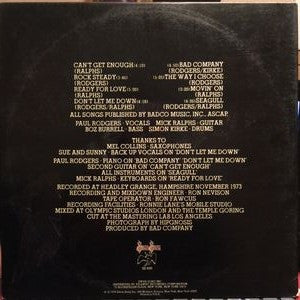 CAN'T GET ENOUGH
(RALPHS)
ROCK STEADY
(RODGERS)
READY FOR LOVE
(RALPHS)
DON'T LET ME DOWN
(RODGERS/RALPHS)
BAD COMPANY
(RODGERS/KIRKE)
THE WAY I CHOOSE
(RODGERS)
MOVIN' ON
(RALPHS)
SEAGULL
(RODGERS/RALPHS)
ALL SONGS PUBLISHED BY BADCO MUSIC, INC., ASCAP.
PAUL RODGERS · VOCALS MICK RALPHS · GUITAR
BOZ BURRELL · BASS SIMON KIRKE · DRUMS
THANKS TO
MEL COLLINS · SAXOPHONES
SUE AND SUNNY · BACK UP VOCALS ON 'DON'T LET ME DOWN'
PAUL RODGERS · PIANO ON 'BAD COMPANY' 'DON'T LET ME DOWN'
SECOND GUITAR ON 'CAN'T GET ENOUGH'
ALL INSTRUMENTS ON 'SEAGULL'
MICK RALPHS · KEYBOARDS ON 'READY FOR LOVE'
RECORDED AT HEADLEY GRANGE, HAMPSHIRE NOVEMBER 1973
RECORDING AND MIXDOWN ENGINEER · RON NEVISON
TAPE OPERATOR · RON FAWCUS
RECORDING FACILITIES · RONNIE LANE'S MOBILE STUDIO
MIXED AT OLYMPIC STUDIOS LONDON AND THE TEMPLE GORING
CUT AT THE MASTERING LAB LOS ANGELES
PHOTOGRAPH BY HIPGNOSIS
PRODUCED BY BAD COMPANY